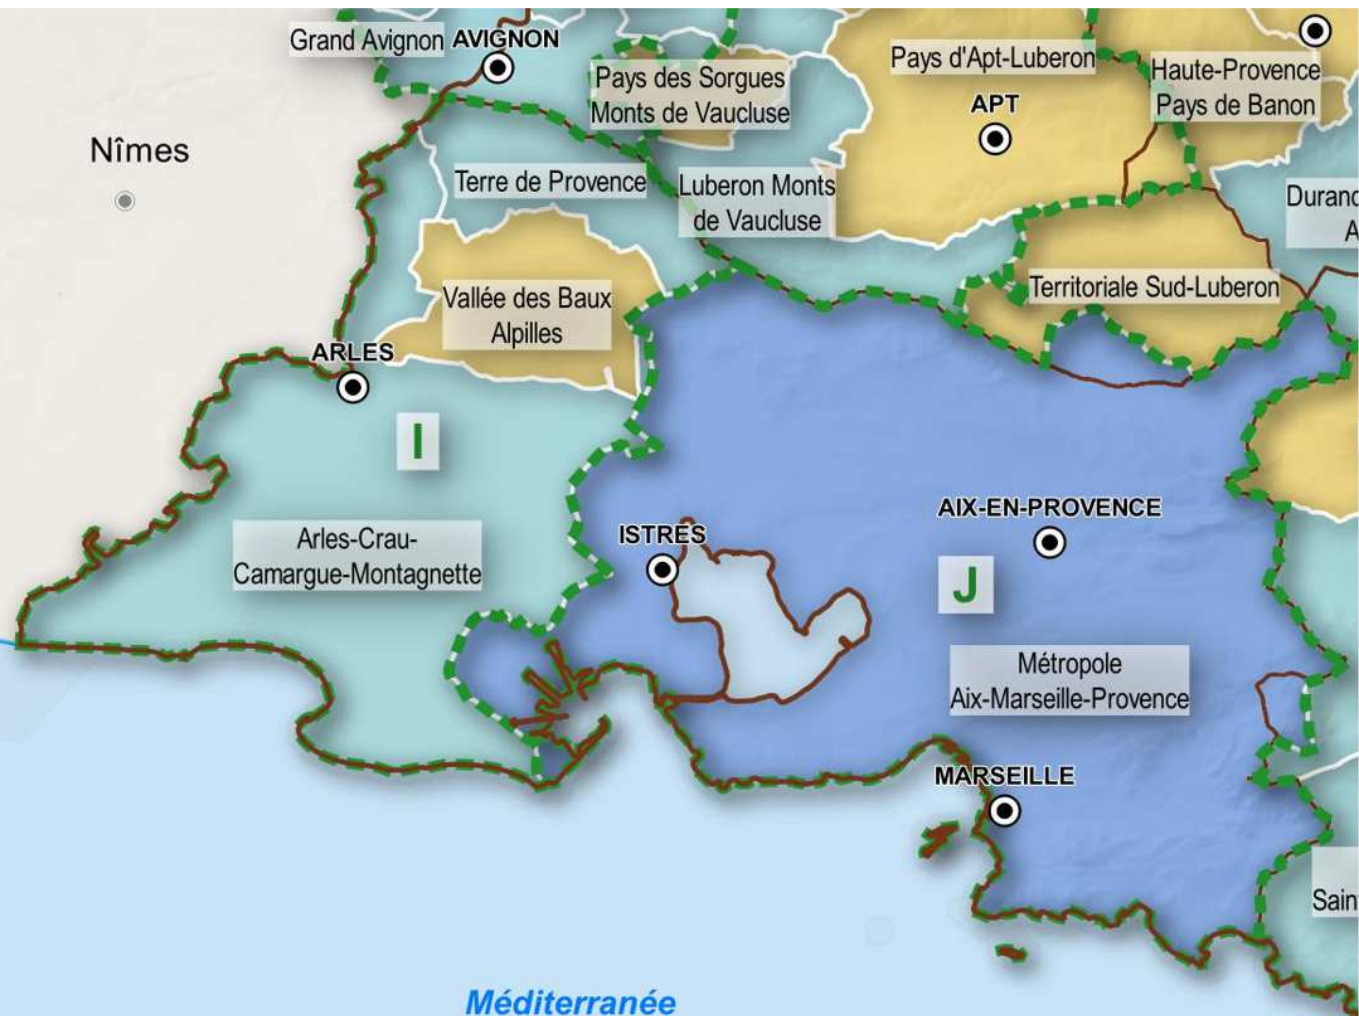 Grand Avignon
AVIGNON
Pays des Sorgues
Monts de Vaucluse
Pays d'Apt-Luberon
APT
Haute-Provence
Pays de Banon
Nîmes
Terre de Provence
Luberon Monts
de Vaucluse
Duranc
A
Territoriale Sud-Luberon
Vallée des Baux
Alpilles
ARLES
I
Arles-Crau-
Camargue-Montagnette
ISTRES
AIX-EN-PROVENCE
J
Métropole
Aix-Marseille-Provence
MARSEILLE
Sain
Méditerranée